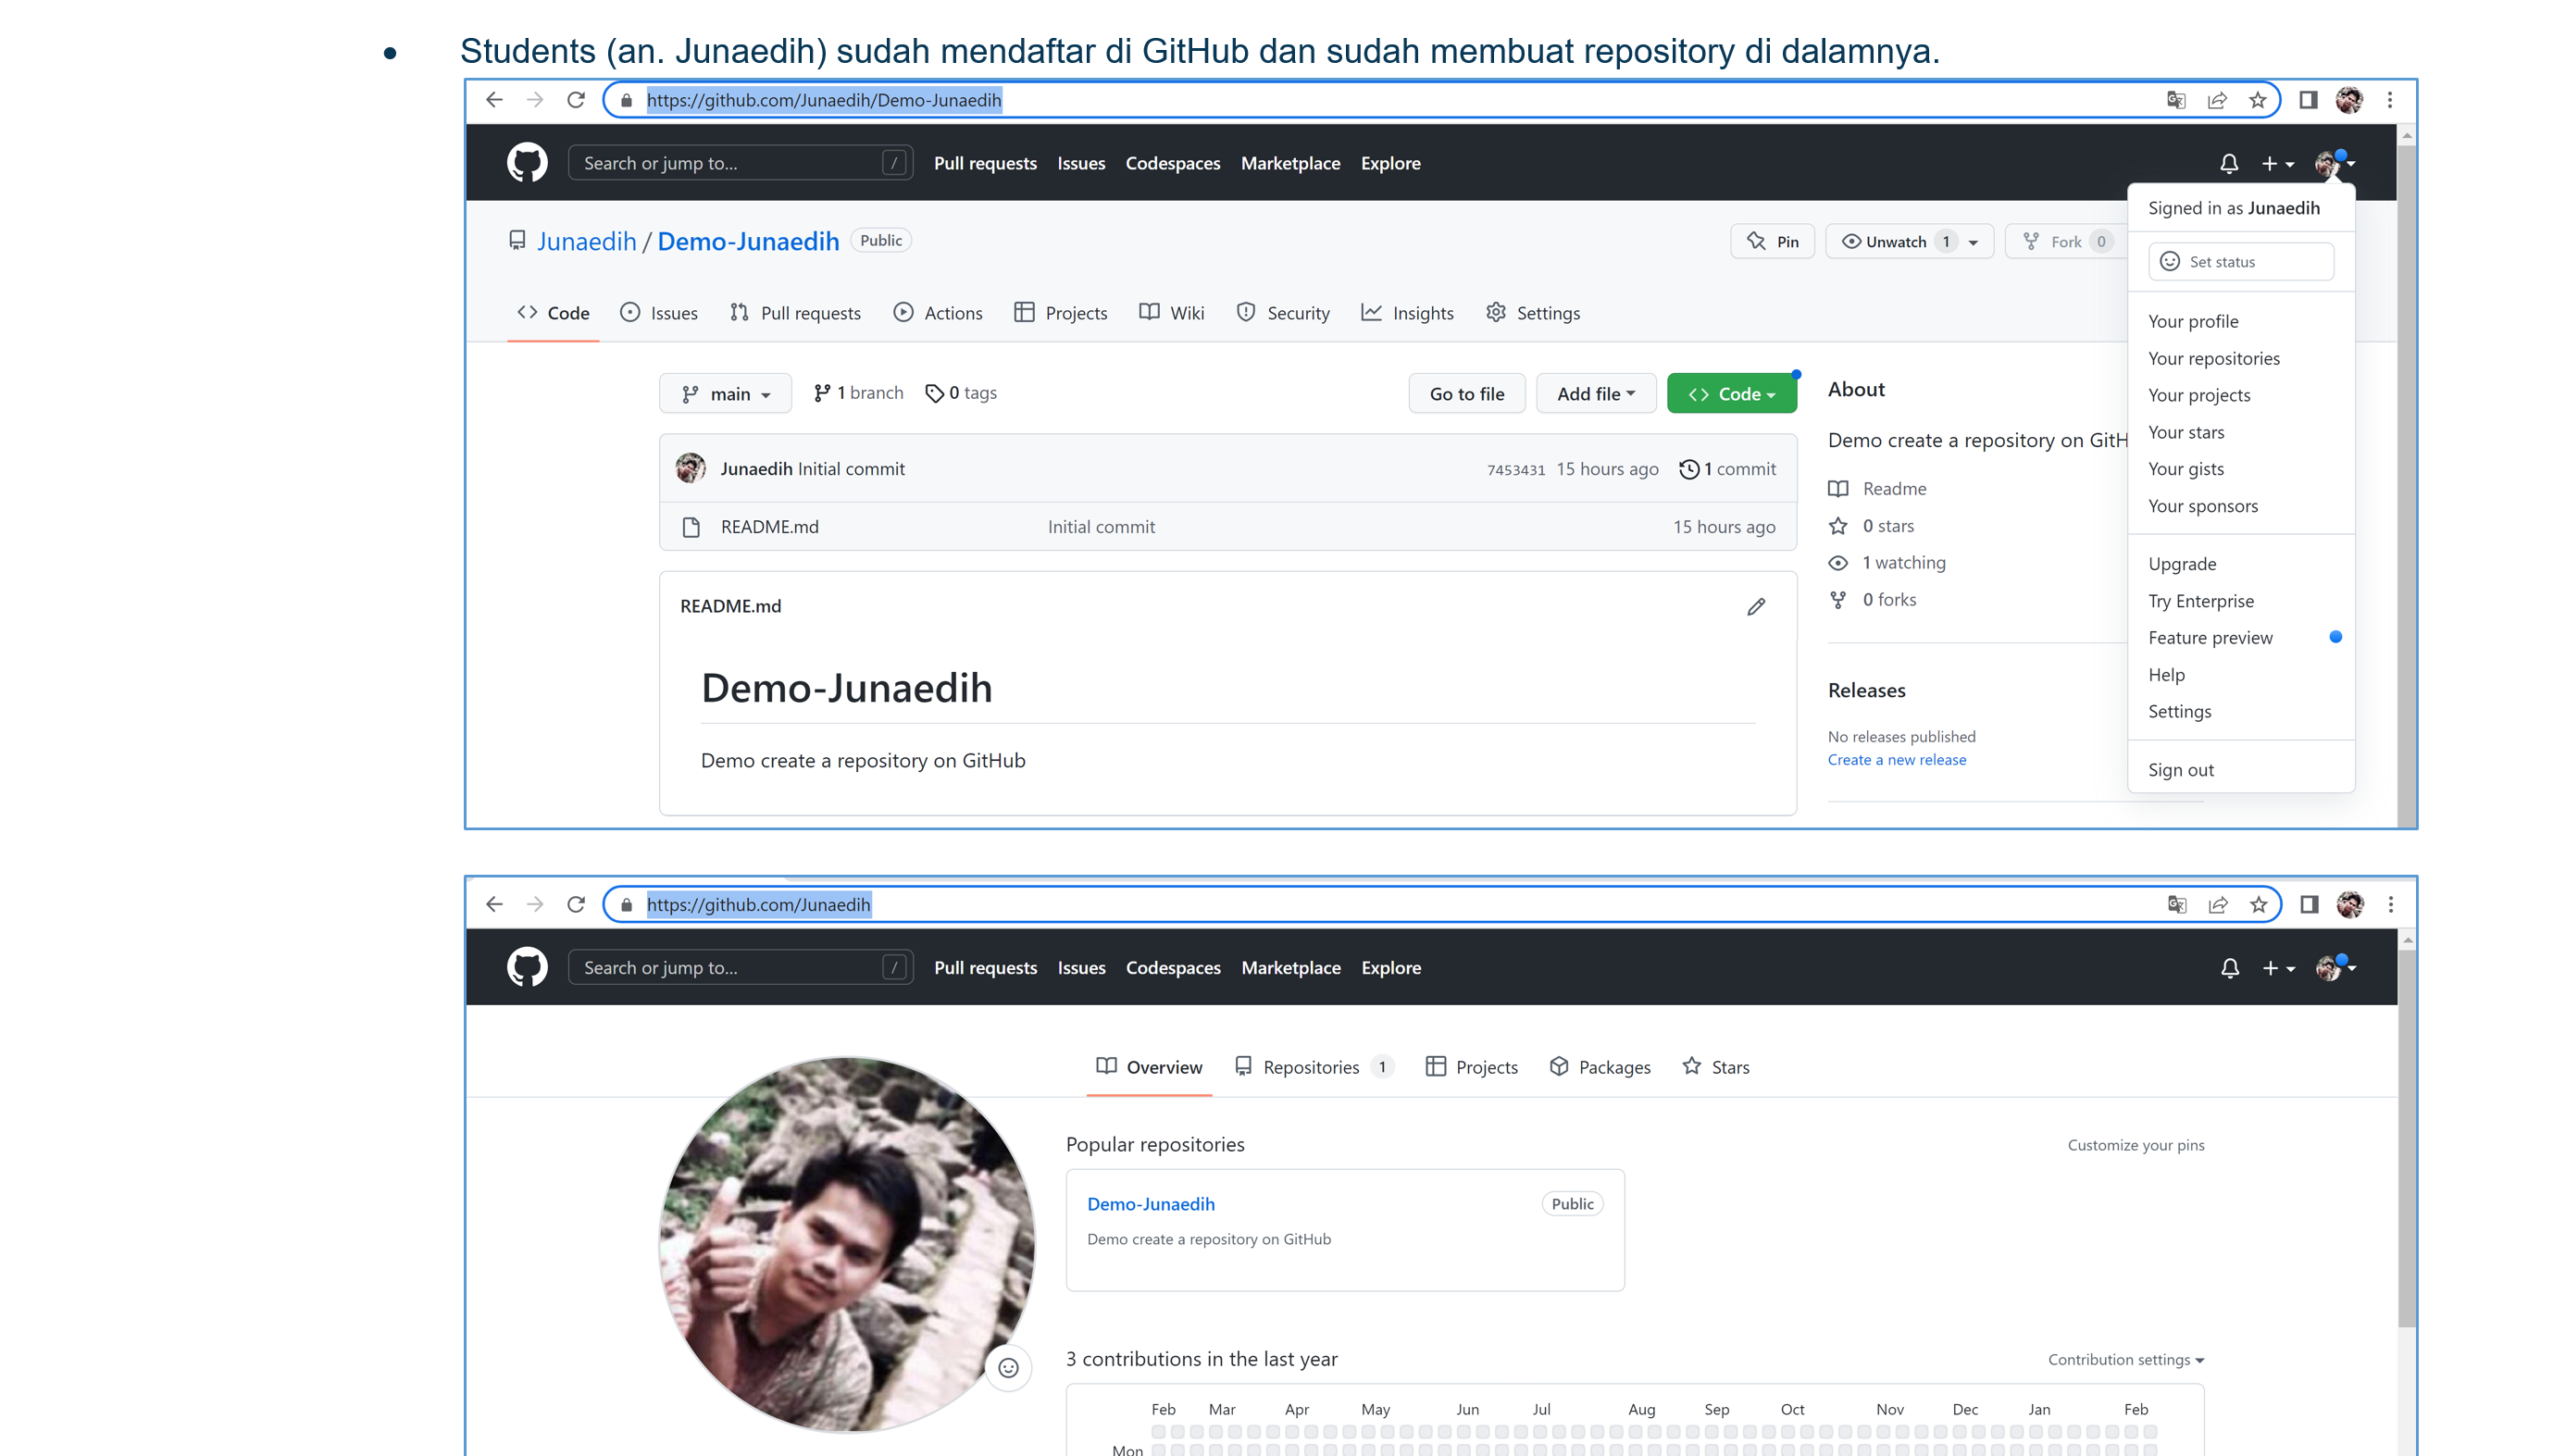 • Students (an. Junaedih) sudah mendaftar di GitHub dan sudah membuat repository di dalamnya.
https://github.com/Junaedih/Demo-Junaedih
Search or jump to... / Pull requests Issues Codespaces Marketplace Explore
Signed in as Junaedih
Junaedih / Demo-Junaedih Public Pin Unwatch 1 Fork 0
Set status
Code Issues Pull requests Actions Projects Wiki Security Insights Settings
Your profile
Your repositories
Your projects
Your stars
Your gists
Your sponsors
Upgrade
Try Enterprise
Feature preview
Help
Settings
Sign out
main 1 branch 0 tags Go to file Add file Code
Junaedih Initial commit 7453431 15 hours ago 1 commit
README.md Initial commit 15 hours ago
README.md
Demo-Junaedih
Demo create a repository on GitHub
About
Demo create a repository on GitH
Readme
0 stars
1 watching
0 forks
Releases
No releases published
Create a new release
https://github.com/Junaedih
Search or jump to... / Pull requests Issues Codespaces Marketplace Explore
Overview Repositories 1 Projects Packages Stars
Popular repositories Customize your pins
Demo-Junaedih Public
Demo create a repository on GitHub
3 contributions in the last year Contribution settings
Feb Mar Apr May Jun Jul Aug Sep Oct Nov Dec Jan Feb
Mon